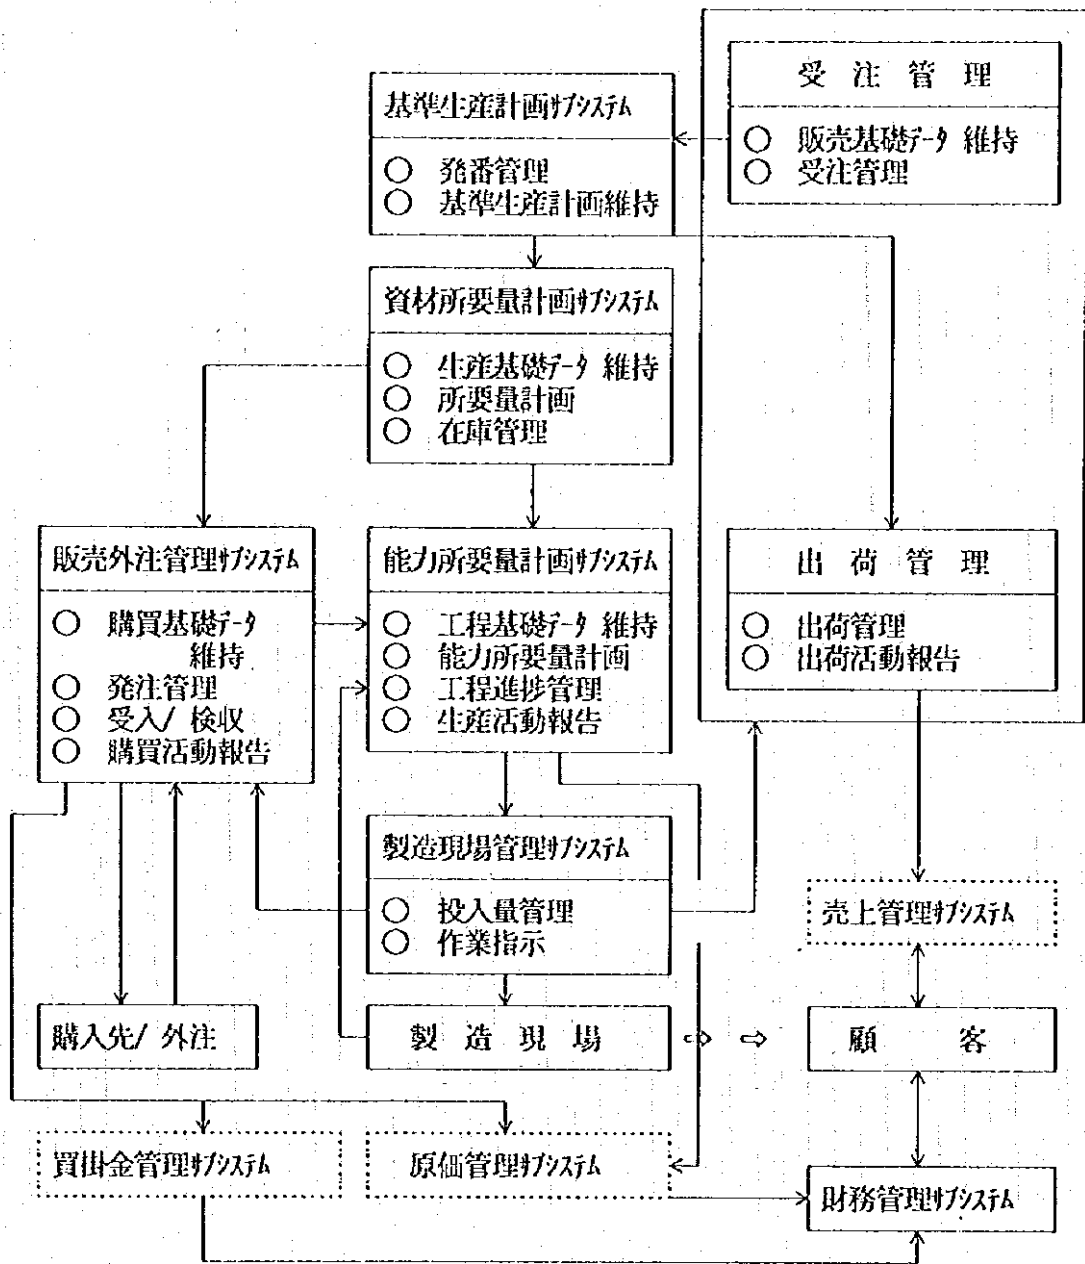 受注管理
○ 販売基礎データ 維持
○ 受注管理
基準生産計画サブシステム
○ 発番管理
○ 基準生産計画維持
資材所要量計画サブシステム
○ 生産基礎データ 維持
○ 所要量計画
○ 在庫管理
販売外注管理サブシステム
○ 購買基礎データ
維持
○ 発注管理
○ 受入/ 検収
○ 購買活動報告
能力所要量計画サブシステム
○ 工程基礎データ 維持
○ 能力所要量計画
○ 工程進捗管理
○ 生産活動報告
出荷管理
○ 出荷管理
○ 出荷活動報告
製造現場管理サブシステム
○ 投入量管理
○ 作業指示
売上管理サブシステム
購入先/ 外注
製造現場
顧客
買掛金管理サブシステム
原価管理サブシステム
財務管理サブシステム